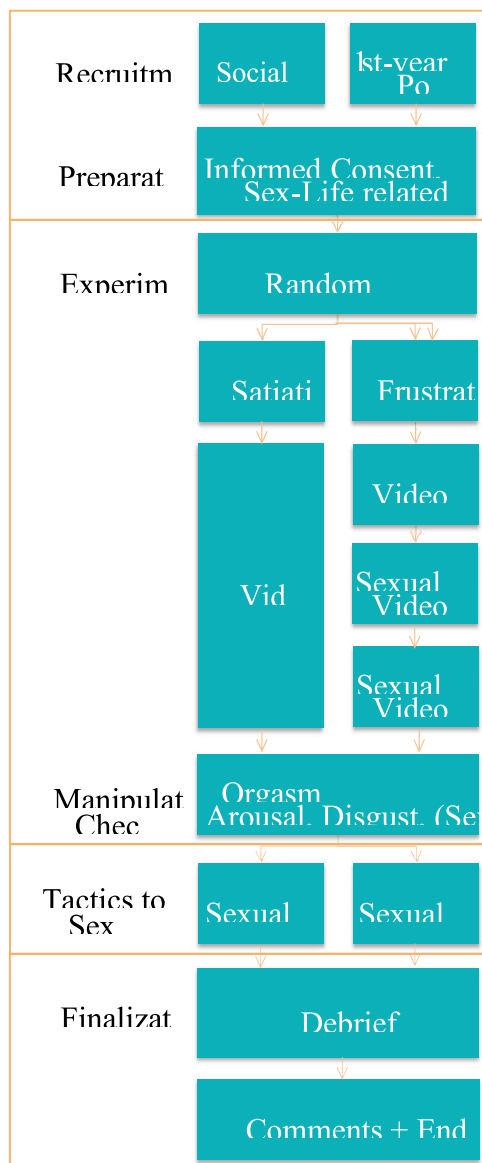 Recruitm
Social
1st-year
Po
Preparat
Informed Consent,
Sex-Life related
Experim
Random
Satiati
Frustrat
Vid
Video
Sexual
Video
Sexual
Video
Manipulat
Chec
Orgasm
Arousal, Disgust, (Se
Tactics to
Sex
Sexual
Sexual
Finalizat
Debrief
Comments + End